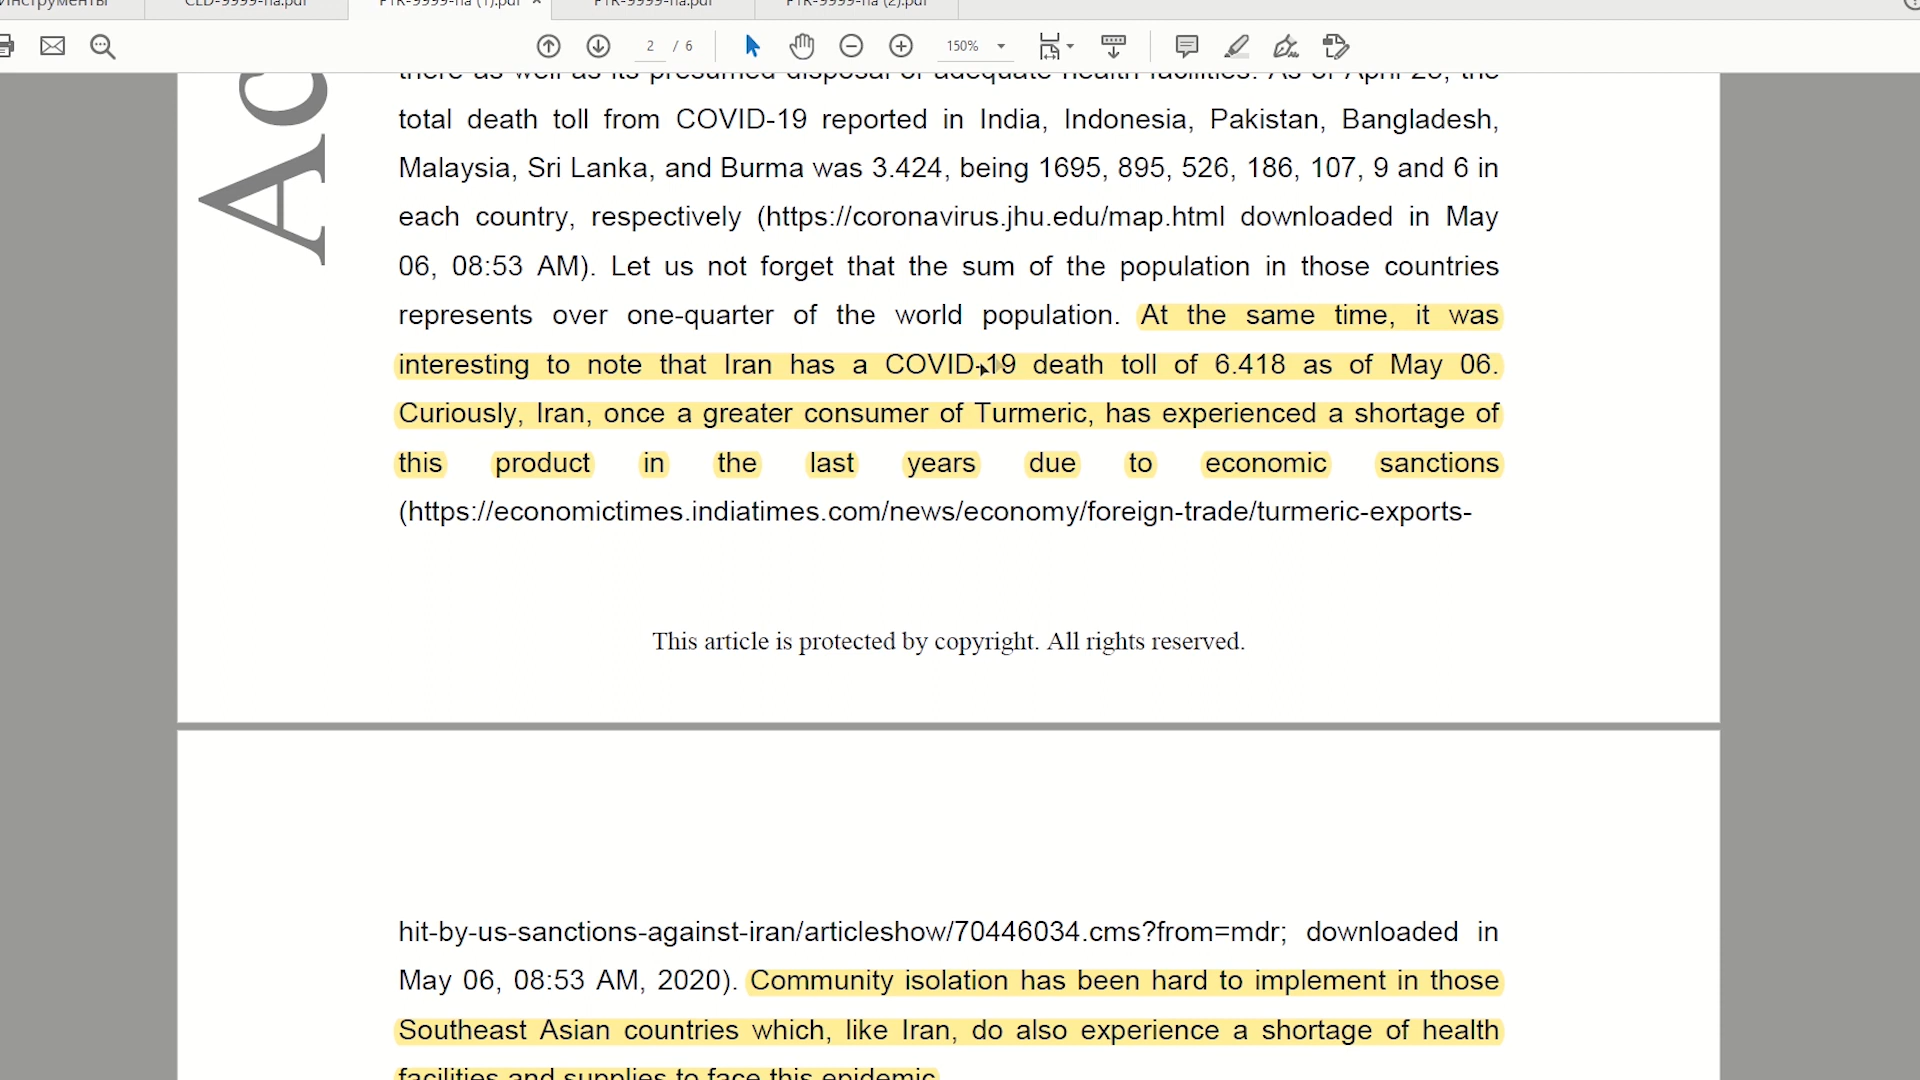 Инструменты
CLD-9999-na.pdf
PTR-9999-na (1).pdf
PTR-9999-na.pdf
PTR-9999-na (2).pdf
2 / 6
150%
Ac
there as well as its presumed disposal of adequate health facilities. As of April 28, the
total death toll from COVID-19 reported in India, Indonesia, Pakistan, Bangladesh,
Malaysia, Sri Lanka, and Burma was 3.424, being 1695, 895, 526, 186, 107, 9 and 6 in
each country, respectively (https://coronavirus.jhu.edu/map.html downloaded in May
06, 08:53 AM). Let us not forget that the sum of the population in those countries
represents over one-quarter of the world population. At the same time, it was
interesting to note that Iran has a COVID-19 death toll of 6.418 as of May 06.
Curiously, Iran, once a greater consumer of Turmeric, has experienced a shortage of
this product in the last years due to economic sanctions
(https://economictimes.indiatimes.com/news/economy/foreign-trade/turmeric-exports-
This article is protected by copyright. All rights reserved.
hit-by-us-sanctions-against-iran/articleshow/70446034.cms?from=mdr; downloaded in
May 06, 08:53 AM, 2020). Community isolation has been hard to implement in those
Southeast Asian countries which, like Iran, do also experience a shortage of health
facilities and supplies to face this epidemic.